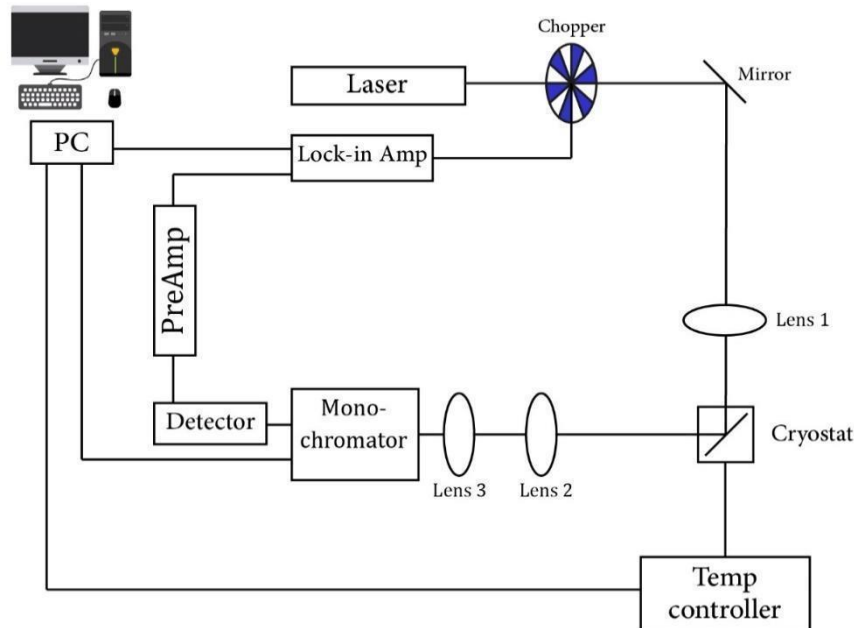 Chopper
Laser
Mirror
PC
Lock-in Amp
PreAmp
Lens 1
Detector
Mono-
chromator
Lens 3
Lens 2
Cryostat
Temp
controller